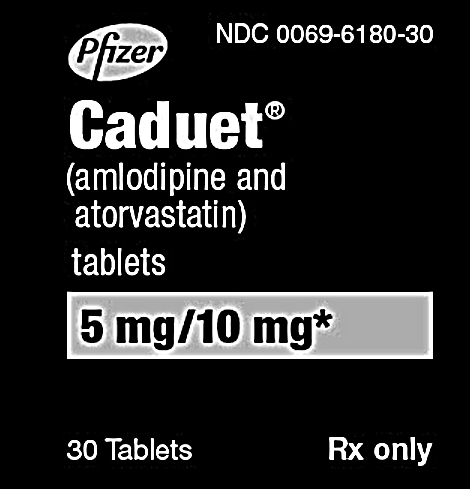 Pfizer
NDC 0069-6180-30
Caduet®
(amlodipine and
atorvastatin)
tablets
5 mg/10 mg*
30 Tablets
Rx only